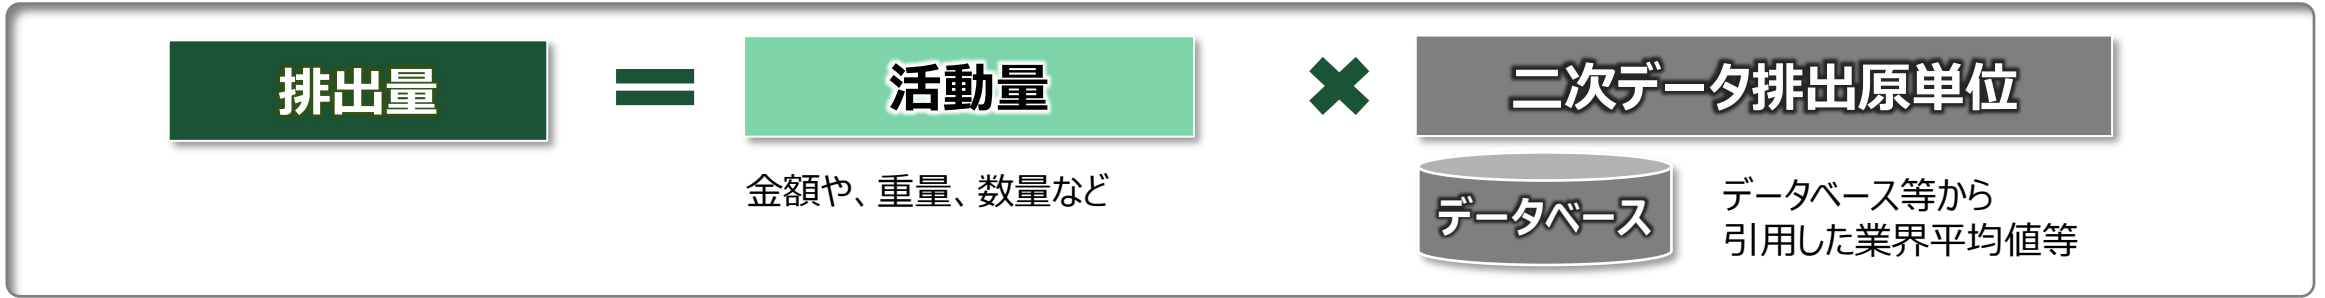 排出量 = 活動量 × 二次データ排出原単位
金額や、重量、数量など
データベース
データベース等から
引用した業界平均値等